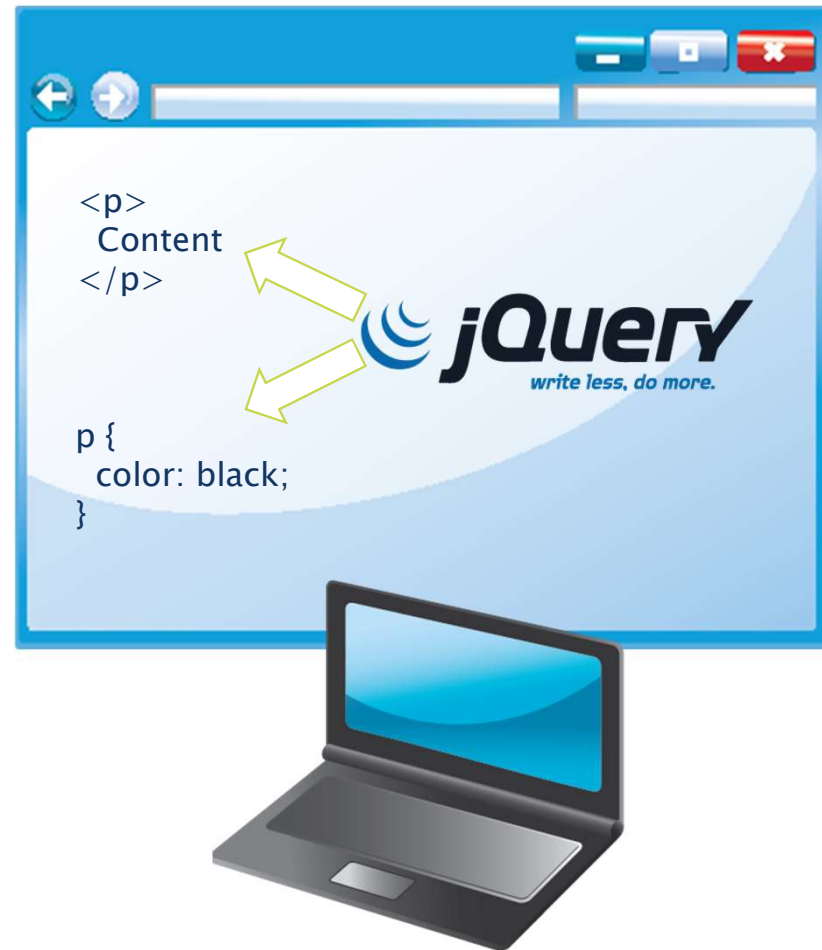 <p>
Content
</p>
jQuery
write less, do more.
p {
color: black;
}